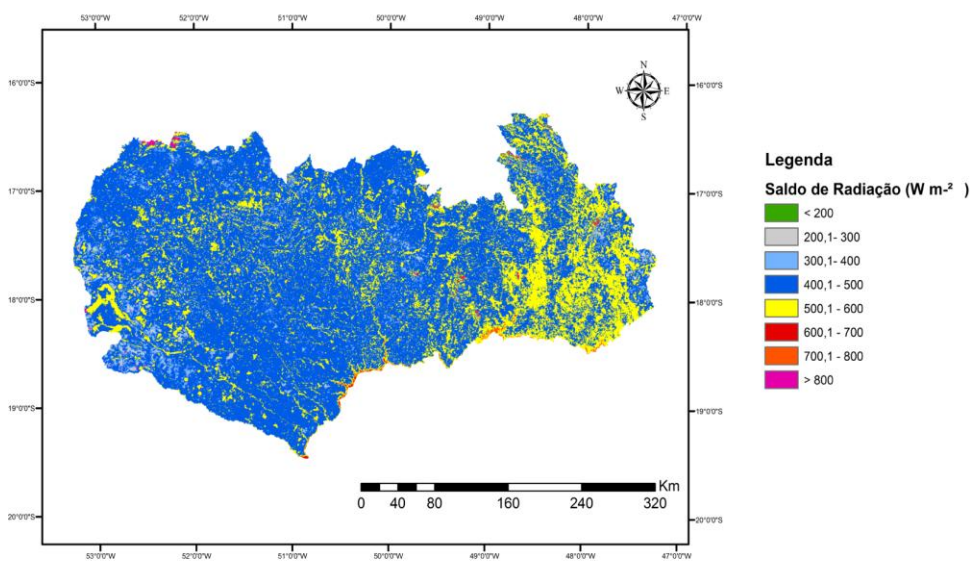 53°0'0"W 52°0'0"W 51°0'0"W 50°0'0"W 49°0'0"W 48°0'0"W 47°0'0"W
16°0'0"S 16°0'0"S
N
W E
S
17°0'0"S 17°0'0"S
18°0'0"S 18°0'0"S
19°0'0"S 19°0'0"S
20°0'0"S 20°0'0"S
Km
0 40 80 160 240 320
53°0'0"W 52°0'0"W 51°0'0"W 50°0'0"W 49°0'0"W 48°0'0"W 47°0'0"W
Legenda
Saldo de Radiação (W m-² )
< 200
200,1- 300
300,1- 400
400,1 - 500
500,1 - 600
600,1 - 700
700,1 - 800
> 800